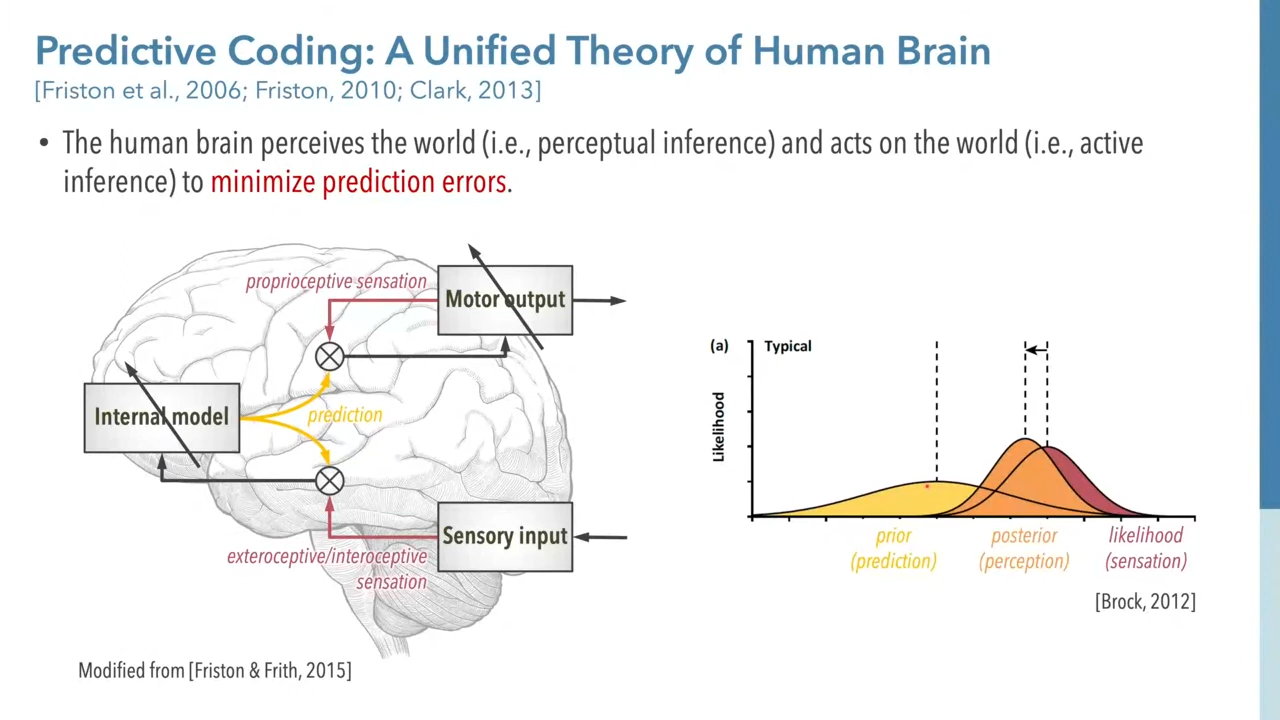 Predictive Coding: A Unified Theory of Human Brain
[Friston et al., 2006; Friston, 2010; Clark, 2013]
• The human brain perceives the world (i.e., perceptual inference) and acts on the world (i.e., active
inference) to minimize prediction errors.
proprioceptive sensation
Motor output
Internal model
prediction
Sensory input
exteroceptive/interoceptive
sensation
Modified from [Friston & Frith, 2015]
(a) Typical
Likelihood
prior
(prediction)
posterior
(perception)
likelihood
(sensation)
[Brock, 2012]